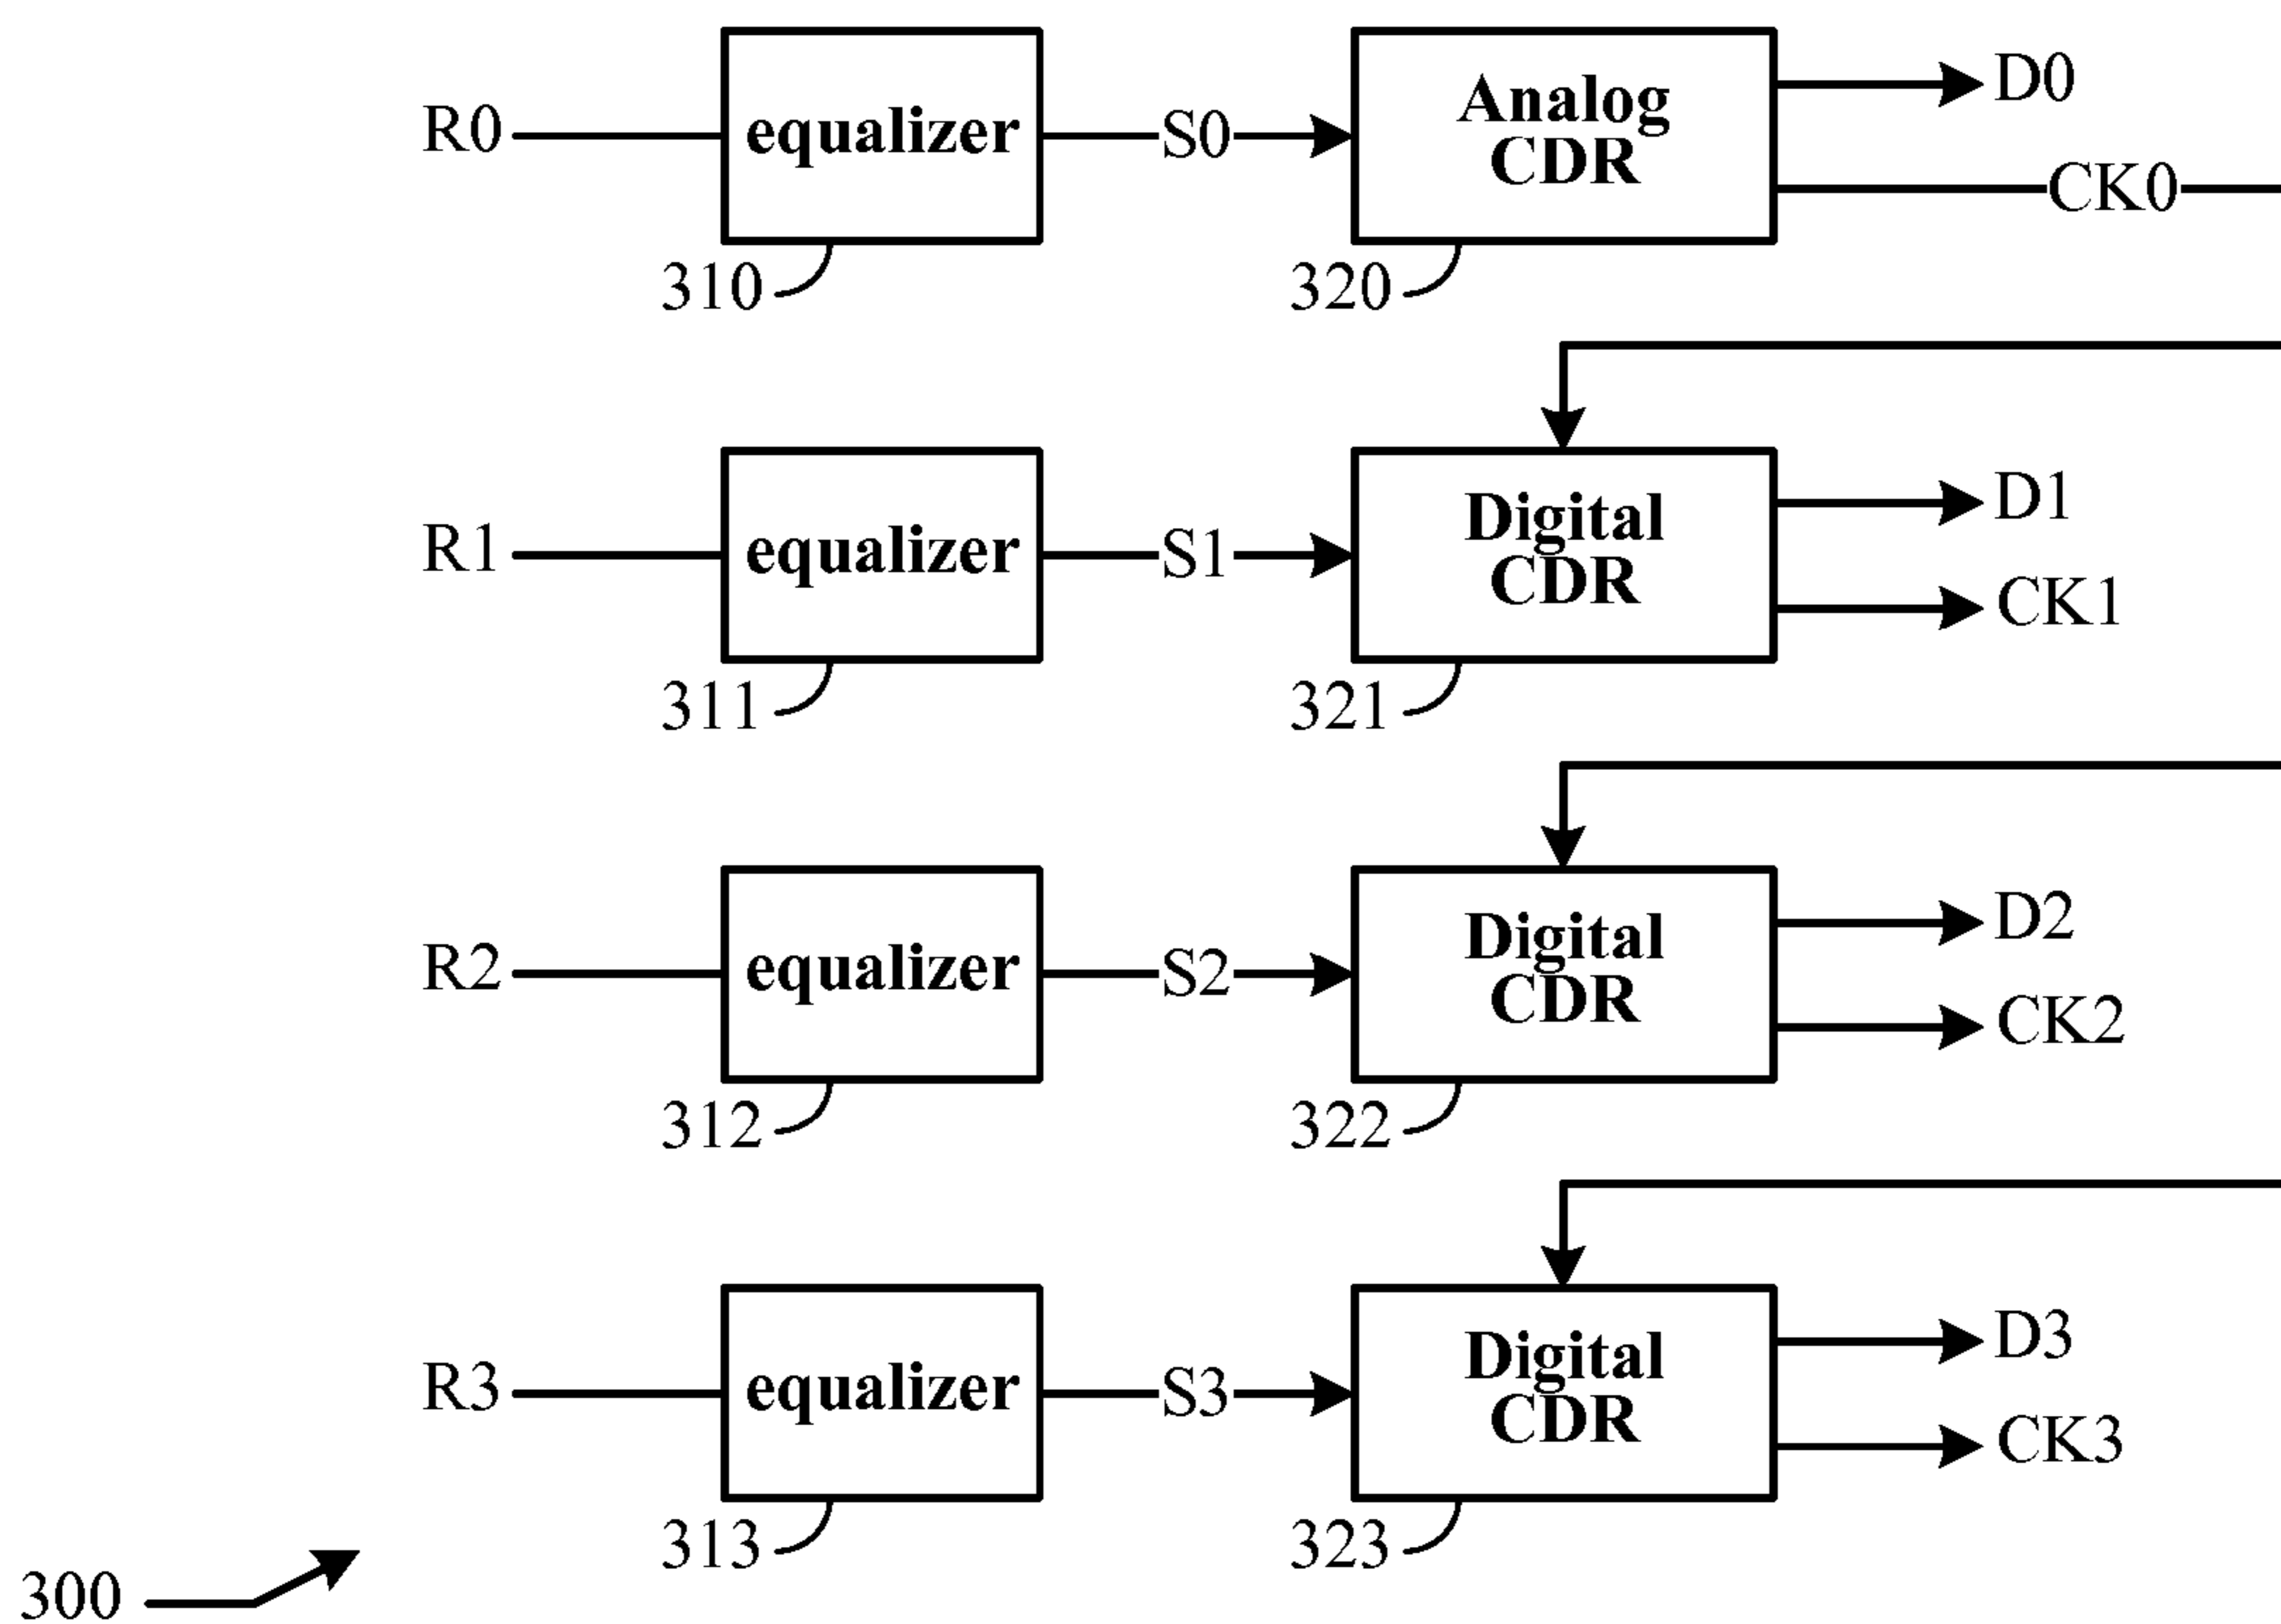 R0
equalizer
S0
Analog
CDR
D0
CK0
310
320
R1
equalizer
S1
Digital
CDR
D1
CK1
311
321
R2
equalizer
S2
Digital
CDR
D2
CK2
312
322
R3
equalizer
S3
Digital
CDR
D3
CK3
313
323
300